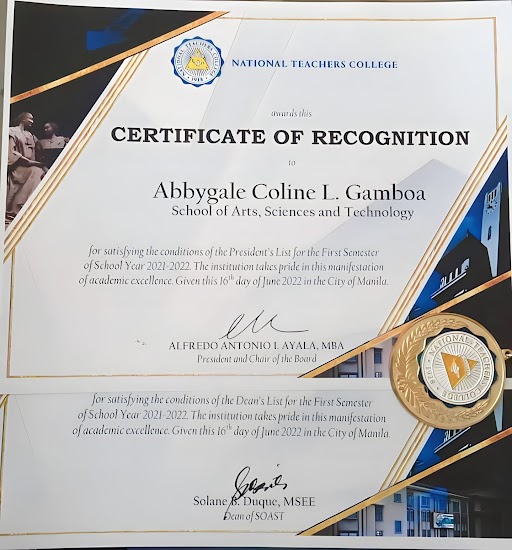 NATIONAL TEACHERS COLLEGE
1928
NATIONAL TEACHERS COLLEGE
awards this
CERTIFICATE OF RECOGNITION
to
Abbygale Coline L. Gamboa
School of Arts, Sciences and Technology
for satisfying the conditions of the President's List for the First Semester
of School Year 2021-2022. The institution takes pride in this manifestation
of academic excellence. Given this 16th day of June 2022 in the City of Manila.
ALFREDO ANTONIO I. AYALA, MBA
President and Chair of the Board
NATIONAL TEACHERS COLLEGE
for satisfying the conditions of the Dean's List for the First Semester
of School Year 2021-2022. The institution takes pride in this manifestation
of academic excellence. Given this 16th day of June 2022 in the City of Manila.
Solane B. Duque, MSEE
Dean of SOAST